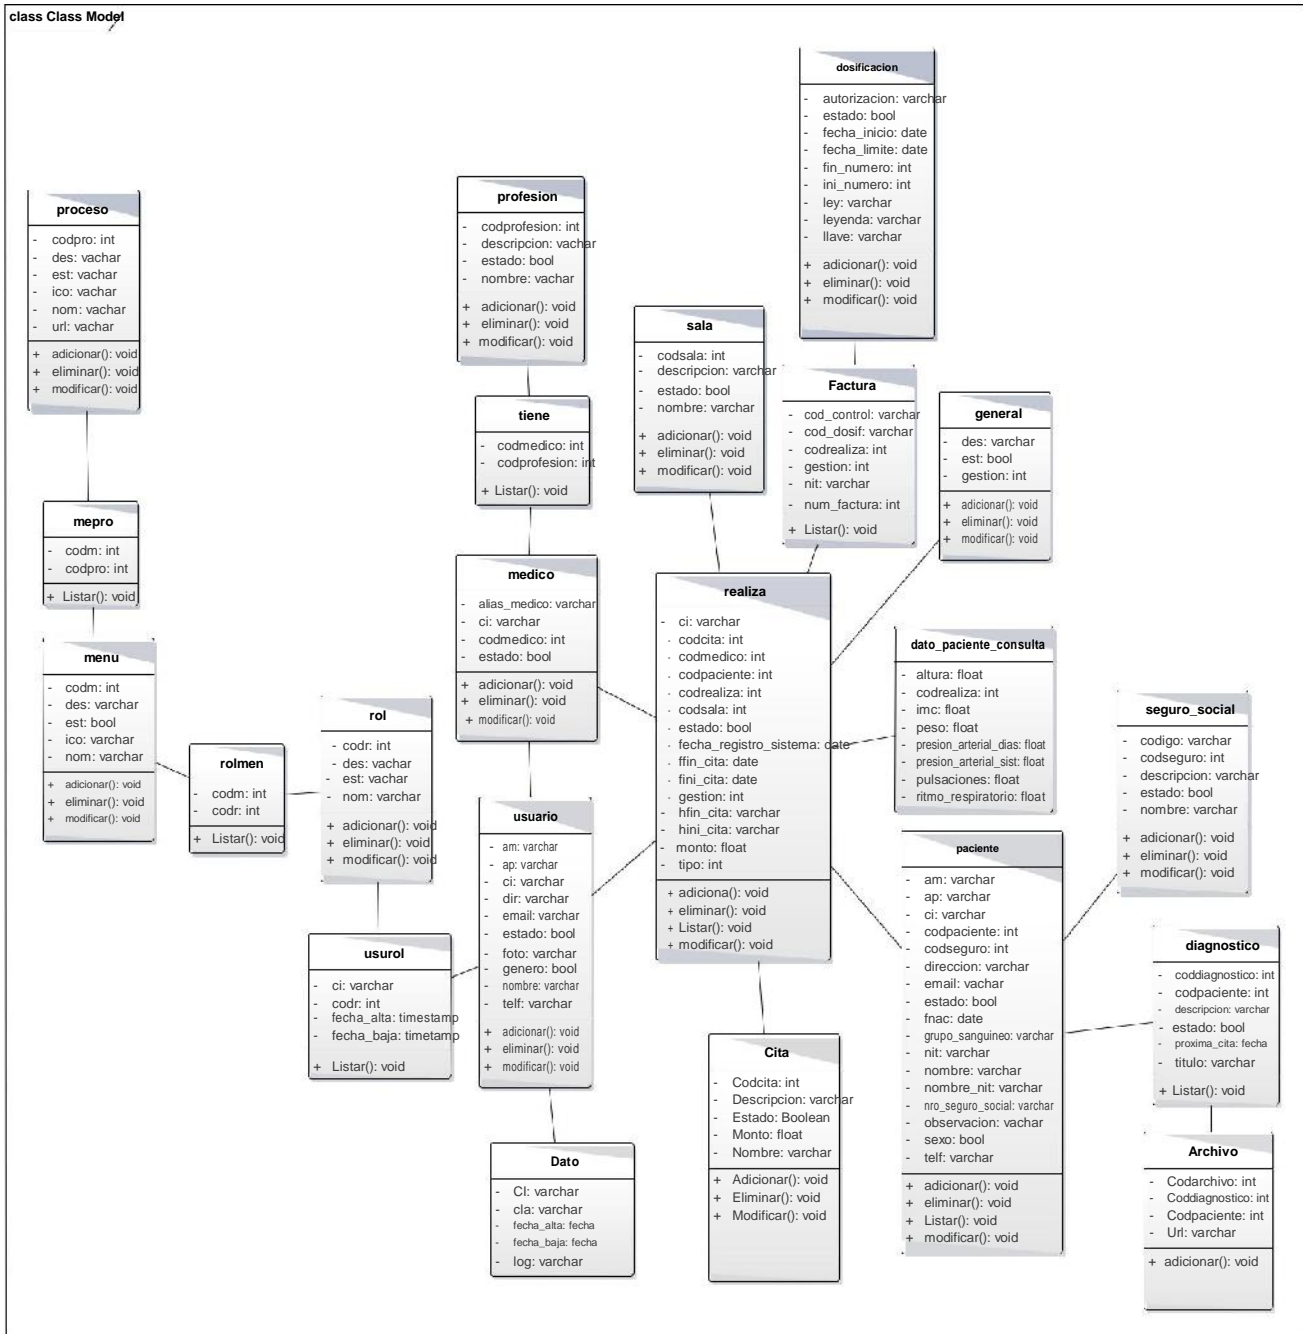 class Class Model
dosificacion
- autorizacion: varchar
- estado: bool
- fecha_inicio: date
- fecha_limite: date
- fin_numero: int
- ini_numero: int
- ley: varchar
- leyenda: varchar
- llave: varchar
+ adicionar(): void
+ eliminar(): void
+ modificar(): void
proceso
- codpro: int
- des: vachar
- est: vachar
- ico: vachar
- nom: vachar
- url: vachar
+ adicionar(): void
+ eliminar(): void
+ modificar(): void
profesion
- codprofesion: int
- descripcion: vachar
- estado: bool
- nombre: vachar
+ adicionar(): void
+ eliminar(): void
+ modificar(): void
sala
- codsala: int
- descripcion: varchar
- estado: bool
- nombre: varchar
+ adicionar(): void
+ eliminar(): void
+ modificar(): void
Factura
- cod_control: varchar
- cod_dosif: varchar
- codrealiza: int
- gestion: int
- nit: varchar
- num_factura: int
+ Listar(): void
general
- des: varchar
- est: bool
- gestion: int
+ adicionar(): void
+ eliminar(): void
+ modificar(): void
tiene
- codmedico: int
- codprofesion: int
+ Listar(): void
mepro
- codm: int
- codpro: int
+ Listar(): void
medico
- alias_medico: varchar
- ci: varchar
- codmedico: int
- estado: bool
+ adicionar(): void
+ eliminar(): void
+ modificar(): void
realiza
- ci: varchar
- codcita: int
- codmedico: int
- codpaciente: int
- codrealiza: int
- codsala: int
- estado: bool
- fecha_registro_sistema: date
- ffin_cita: date
- fini_cita: date
- gestion: int
- hfin_cita: varchar
- hini_cita: varchar
- monto: float
- tipo: int
+ adiciona(): void
+ eliminar(): void
+ Listar(): void
+ modificar(): void
dato_paciente_consulta
- altura: float
- codrealiza: int
- imc: float
- peso: float
- presion_arterial_dias: float
- presion_arterial_sist: float
- pulsaciones: float
- ritmo_respiratorio: float
menu
- codm: int
- des: varchar
- est: bool
- ico: varchar
- nom: varchar
+ adicionar(): void
+ eliminar(): void
+ modificar(): void
rolmen
- codm: int
- codr: int
+ Listar(): void
rol
- codr: int
- des: vachar
- est: vachar
- nom: varchar
+ adicionar(): void
+ eliminar(): void
+ modificar(): void
seguro_social
- codigo: varchar
- codseguro: int
- descripcion: varchar
- estado: bool
- nombre: varchar
+ adicionar(): void
+ eliminar(): void
+ modificar(): void
usuario
- am: varchar
- ap: varchar
- ci: varchar
- dir: varchar
- email: varchar
- estado: bool
- foto: varchar
- genero: bool
- nombre: varchar
- telf: varchar
+ adicionar(): void
+ eliminar(): void
+ modificar(): void
paciente
- am: varchar
- ap: varchar
- ci: varchar
- codpaciente: int
- codseguro: int
- direccion: varchar
- email: vachar
- estado: bool
- fnac: date
- grupo_sanguineo: varchar
- nit: varchar
- nombre: varchar
- nombre_nit: varchar
- nro_seguro_social: varchar
- observacion: vachar
- sexo: bool
- telf: varchar
+ adicionar(): void
+ eliminar(): void
+ Listar(): void
+ modificar(): void
usurol
- ci: varchar
- codr: int
- fecha_alta: timestamp
- fecha_baja: timetamp
+ Listar(): void
diagnostico
- coddiagnostico: int
- codpaciente: int
- descripcion: varchar
- estado: bool
- proxima_cita: fecha
- titulo: varchar
+ Listar(): void
Cita
- Codcita: int
- Descripcion: varchar
- Estado: Boolean
- Monto: float
- Nombre: varchar
+ Adicionar(): void
+ Eliminar(): void
+ Modificar(): void
Dato
- CI: varchar
- cla: varchar
- fecha_alta: fecha
- fecha_baja: fecha
- log: varchar
Archivo
- Codarchivo: int
- Coddiagnostico: int
- Codpaciente: int
- Url: varchar
+ adicionar(): void